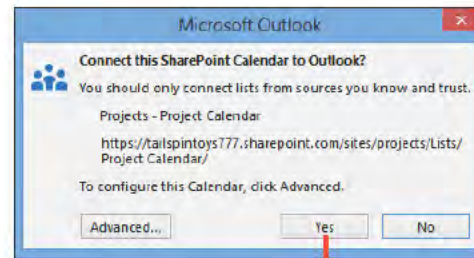 Microsoft Outlook
Connect this SharePoint Calendar to Outlook?
You should only connect lists from sources you know and trust.
Projects - Project Calendar
https://tailspintoys777.sharepoint.com/sites/projects/Lists/
Project Calendar/
To configure this Calendar, click Advanced.
Advanced... Yes No